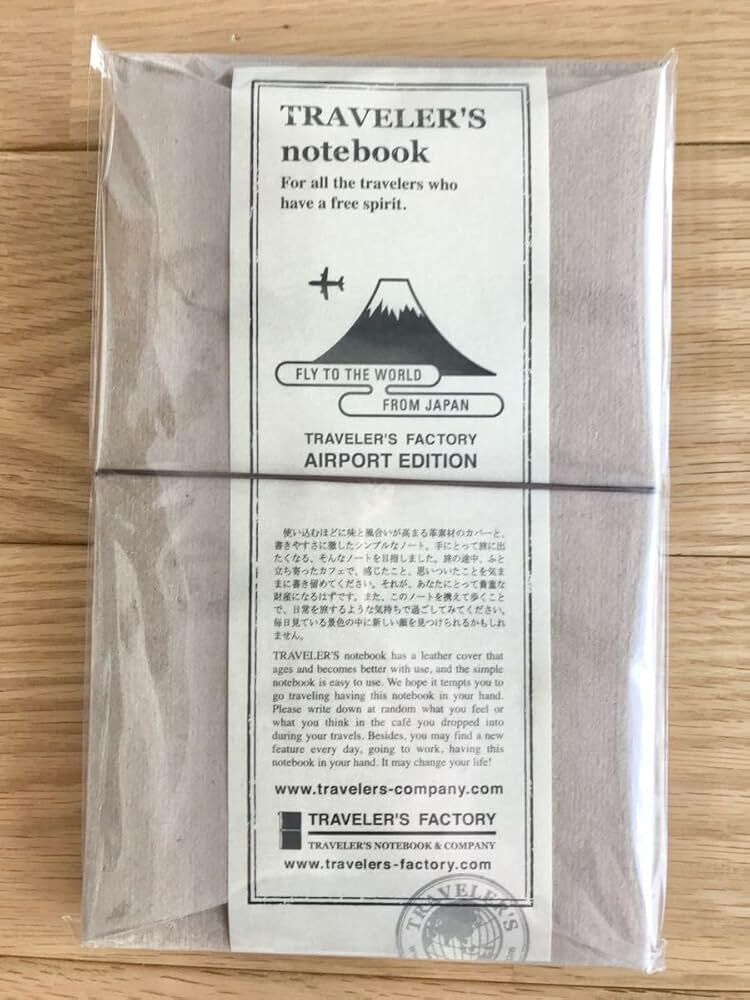 TRAVELER'S
notebook
For all the travelers who
have a free spirit.
FLY TO THE WORLD
FROM JAPAN
TRAVELER'S FACTORY
AIRPORT EDITION
使い込むほどに味と風合いが高まる革素材のカバーと、
書きやすさに徹したシンプルなノート。手にとって旅に出
たくなる、そんなノートを目指しました。旅の途中、ふと
立ち寄ったカフェで、感じたこと、思いついたことを気ま
まに書き留めてください。それが、あなたにとって貴重な
財産になるはずです。また、このノートを携えて歩くこと
で、日常を旅するような気持ちで過ごしてみてください。
毎日見ている景色の中に新しい顔を見つけられるかもしれ
ません。
TRAVELER'S notebook has a leather cover that
ages and becomes better with use, and the simple
notebook is easy to use. We hope it tempts you to
go traveling having this notebook in your hand.
Please write down at random what you feel or
what you think in the café you dropped into
during your travels. Besides, you may find a new
feature every day, going to work, having this
notebook in your hand. It may change your life!
www.travelers-company.com
TRAVELER'S FACTORY
TRAVELER'S NOTEBOOK & COMPANY
www.travelers-factory.com
TRAVELER'S